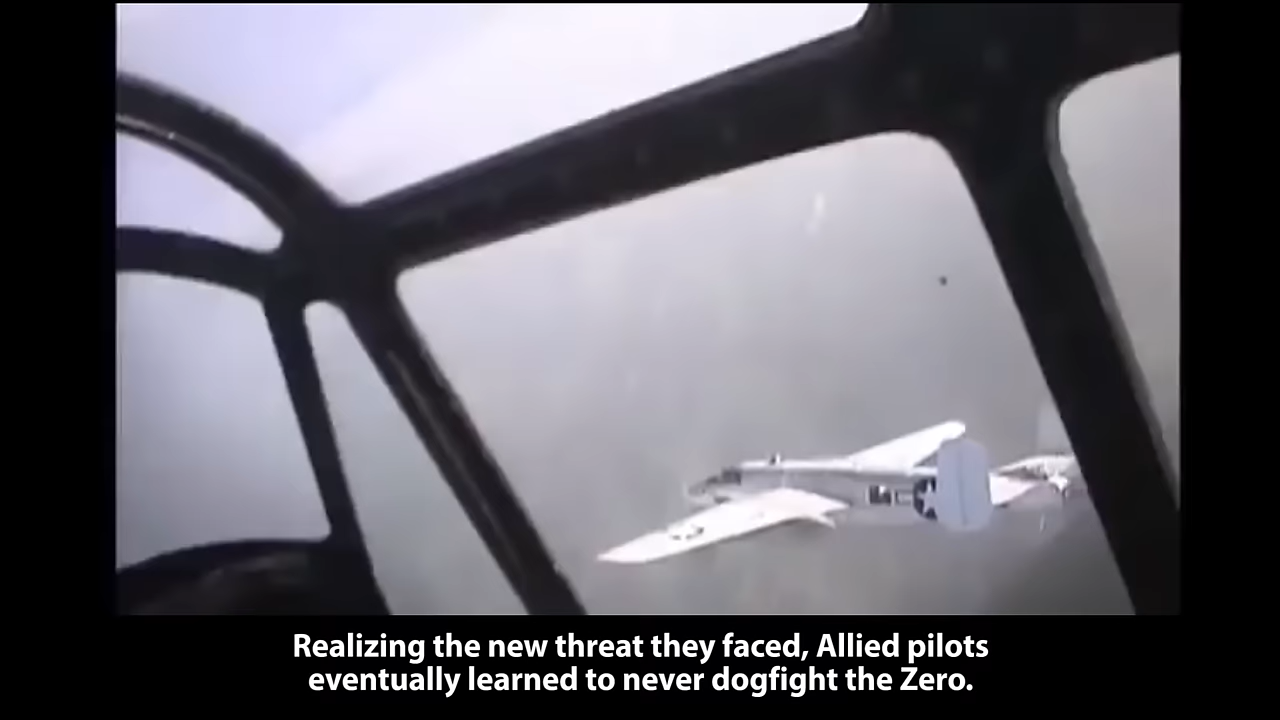 Realizing the new threat they faced, Allied pilots
eventually learned to never dogfight the Zero.